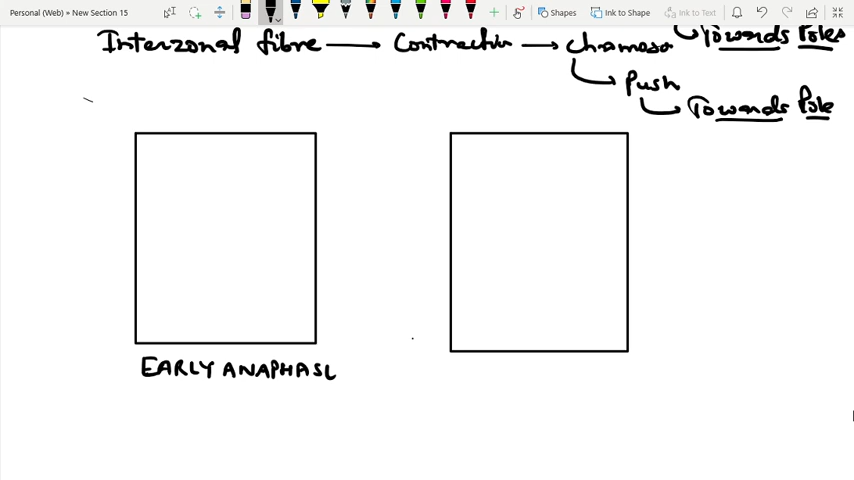 Personal (Web) » New Section 15
Shapes
Ink to Shape
Ink to Text
Towards Poles
Interzonal fibre → Contraction → Chromoso
Push
Towards Pole
EARLY ANAPHASE